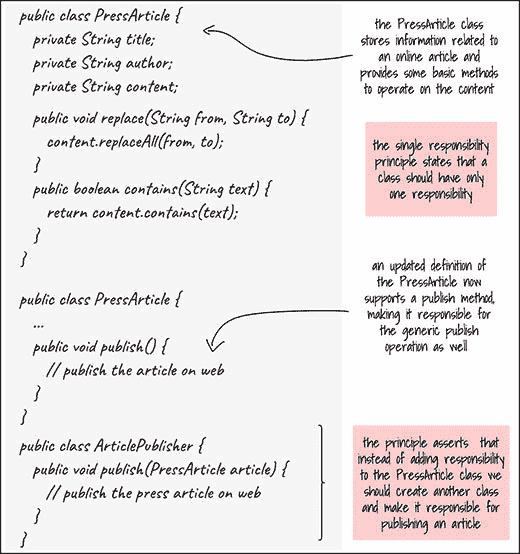 public class PressArticle {
private String title;
private String author;
private String content;
public void replace(String from, String to) {
content.replaceAll(from, to);
}
public boolean contains(String text) {
return content.contains(text);
}
}
the PressArticle class
stores information related to
an online article and
provides some basic methods
to operate on the content
the single responsibility
principle states that a
class should have only
one responsibility
public class PressArticle {
...
public void publish() {
// publish the article on web
}
}
an updated definition of
the PressArticle now
supports a publish method,
making it responsible for
the generic publish
operation as well
public class ArticlePublisher {
public void publish(PressArticle article) {
// publish the press article on web
}
}
the principle asserts that
instead of adding responsibility
to the PressArticle class we
should create another class
and make it responsible for
publishing an article